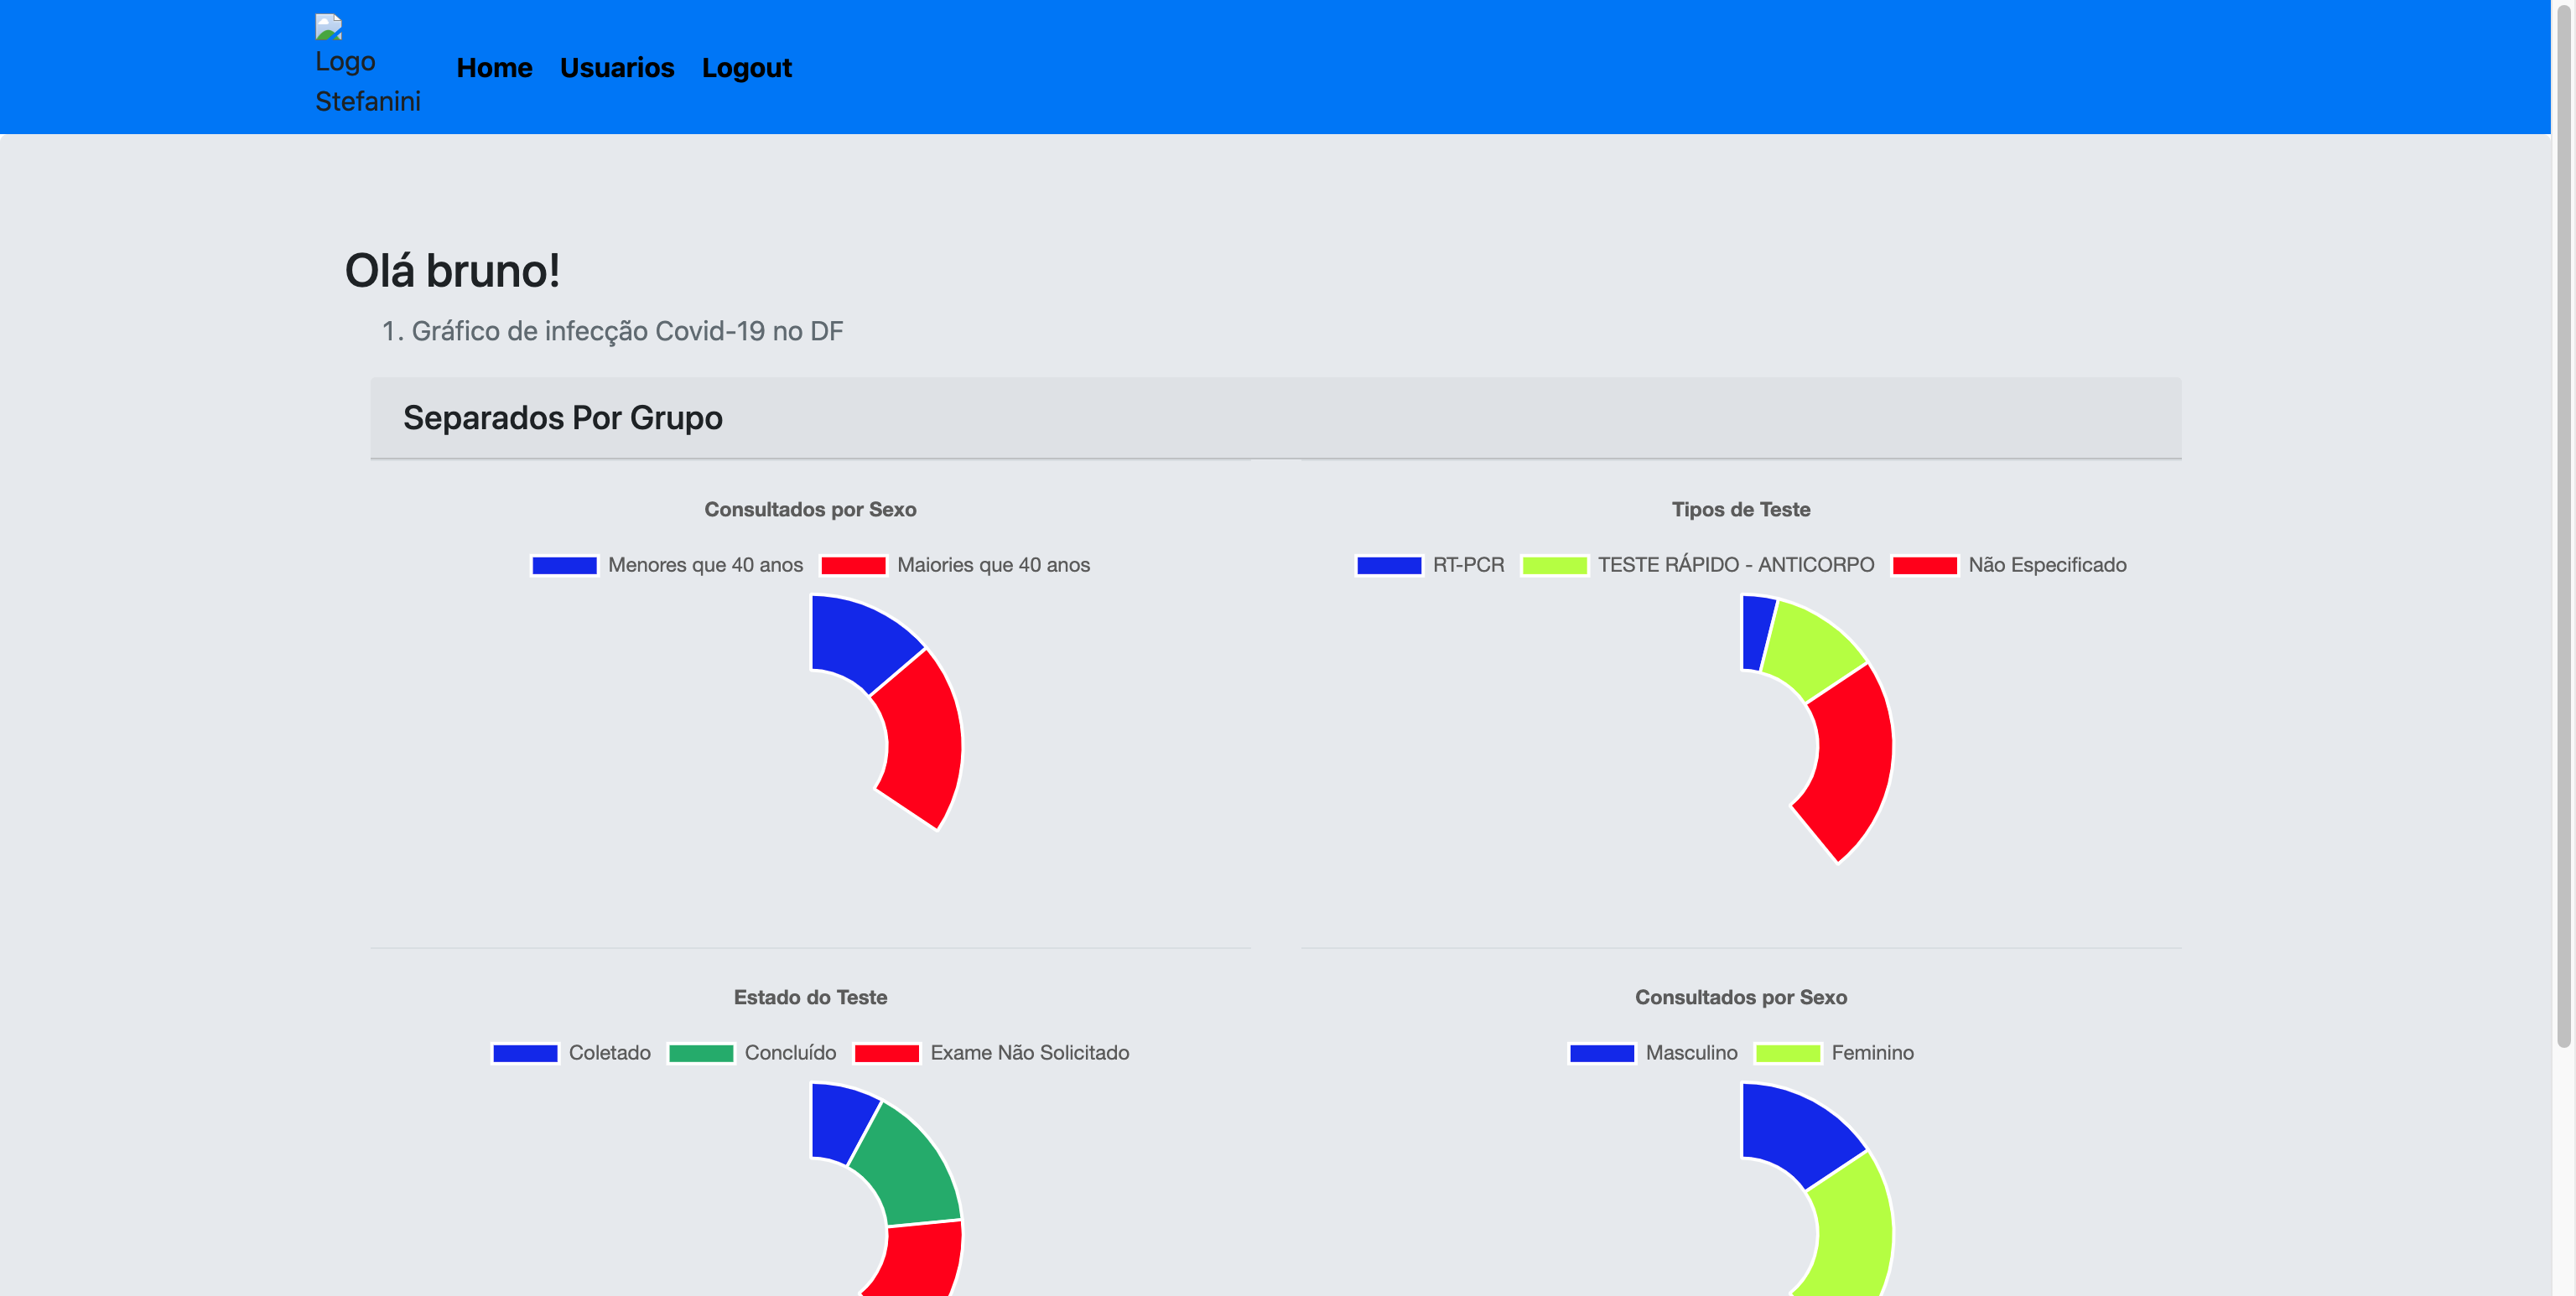 Logo
Stefanini
Home Usuarios Logout
Olá bruno!
1. Gráfico de infecção Covid-19 no DF
Separados Por Grupo
Consultados por Sexo
Menores que 40 anos Maiories que 40 anos
Tipos de Teste
RT-PCR TESTE RÁPIDO - ANTICORPO Não Especificado
Estado do Teste
Coletado Concluído Exame Não Solicitado
Consultados por Sexo
Masculino Feminino